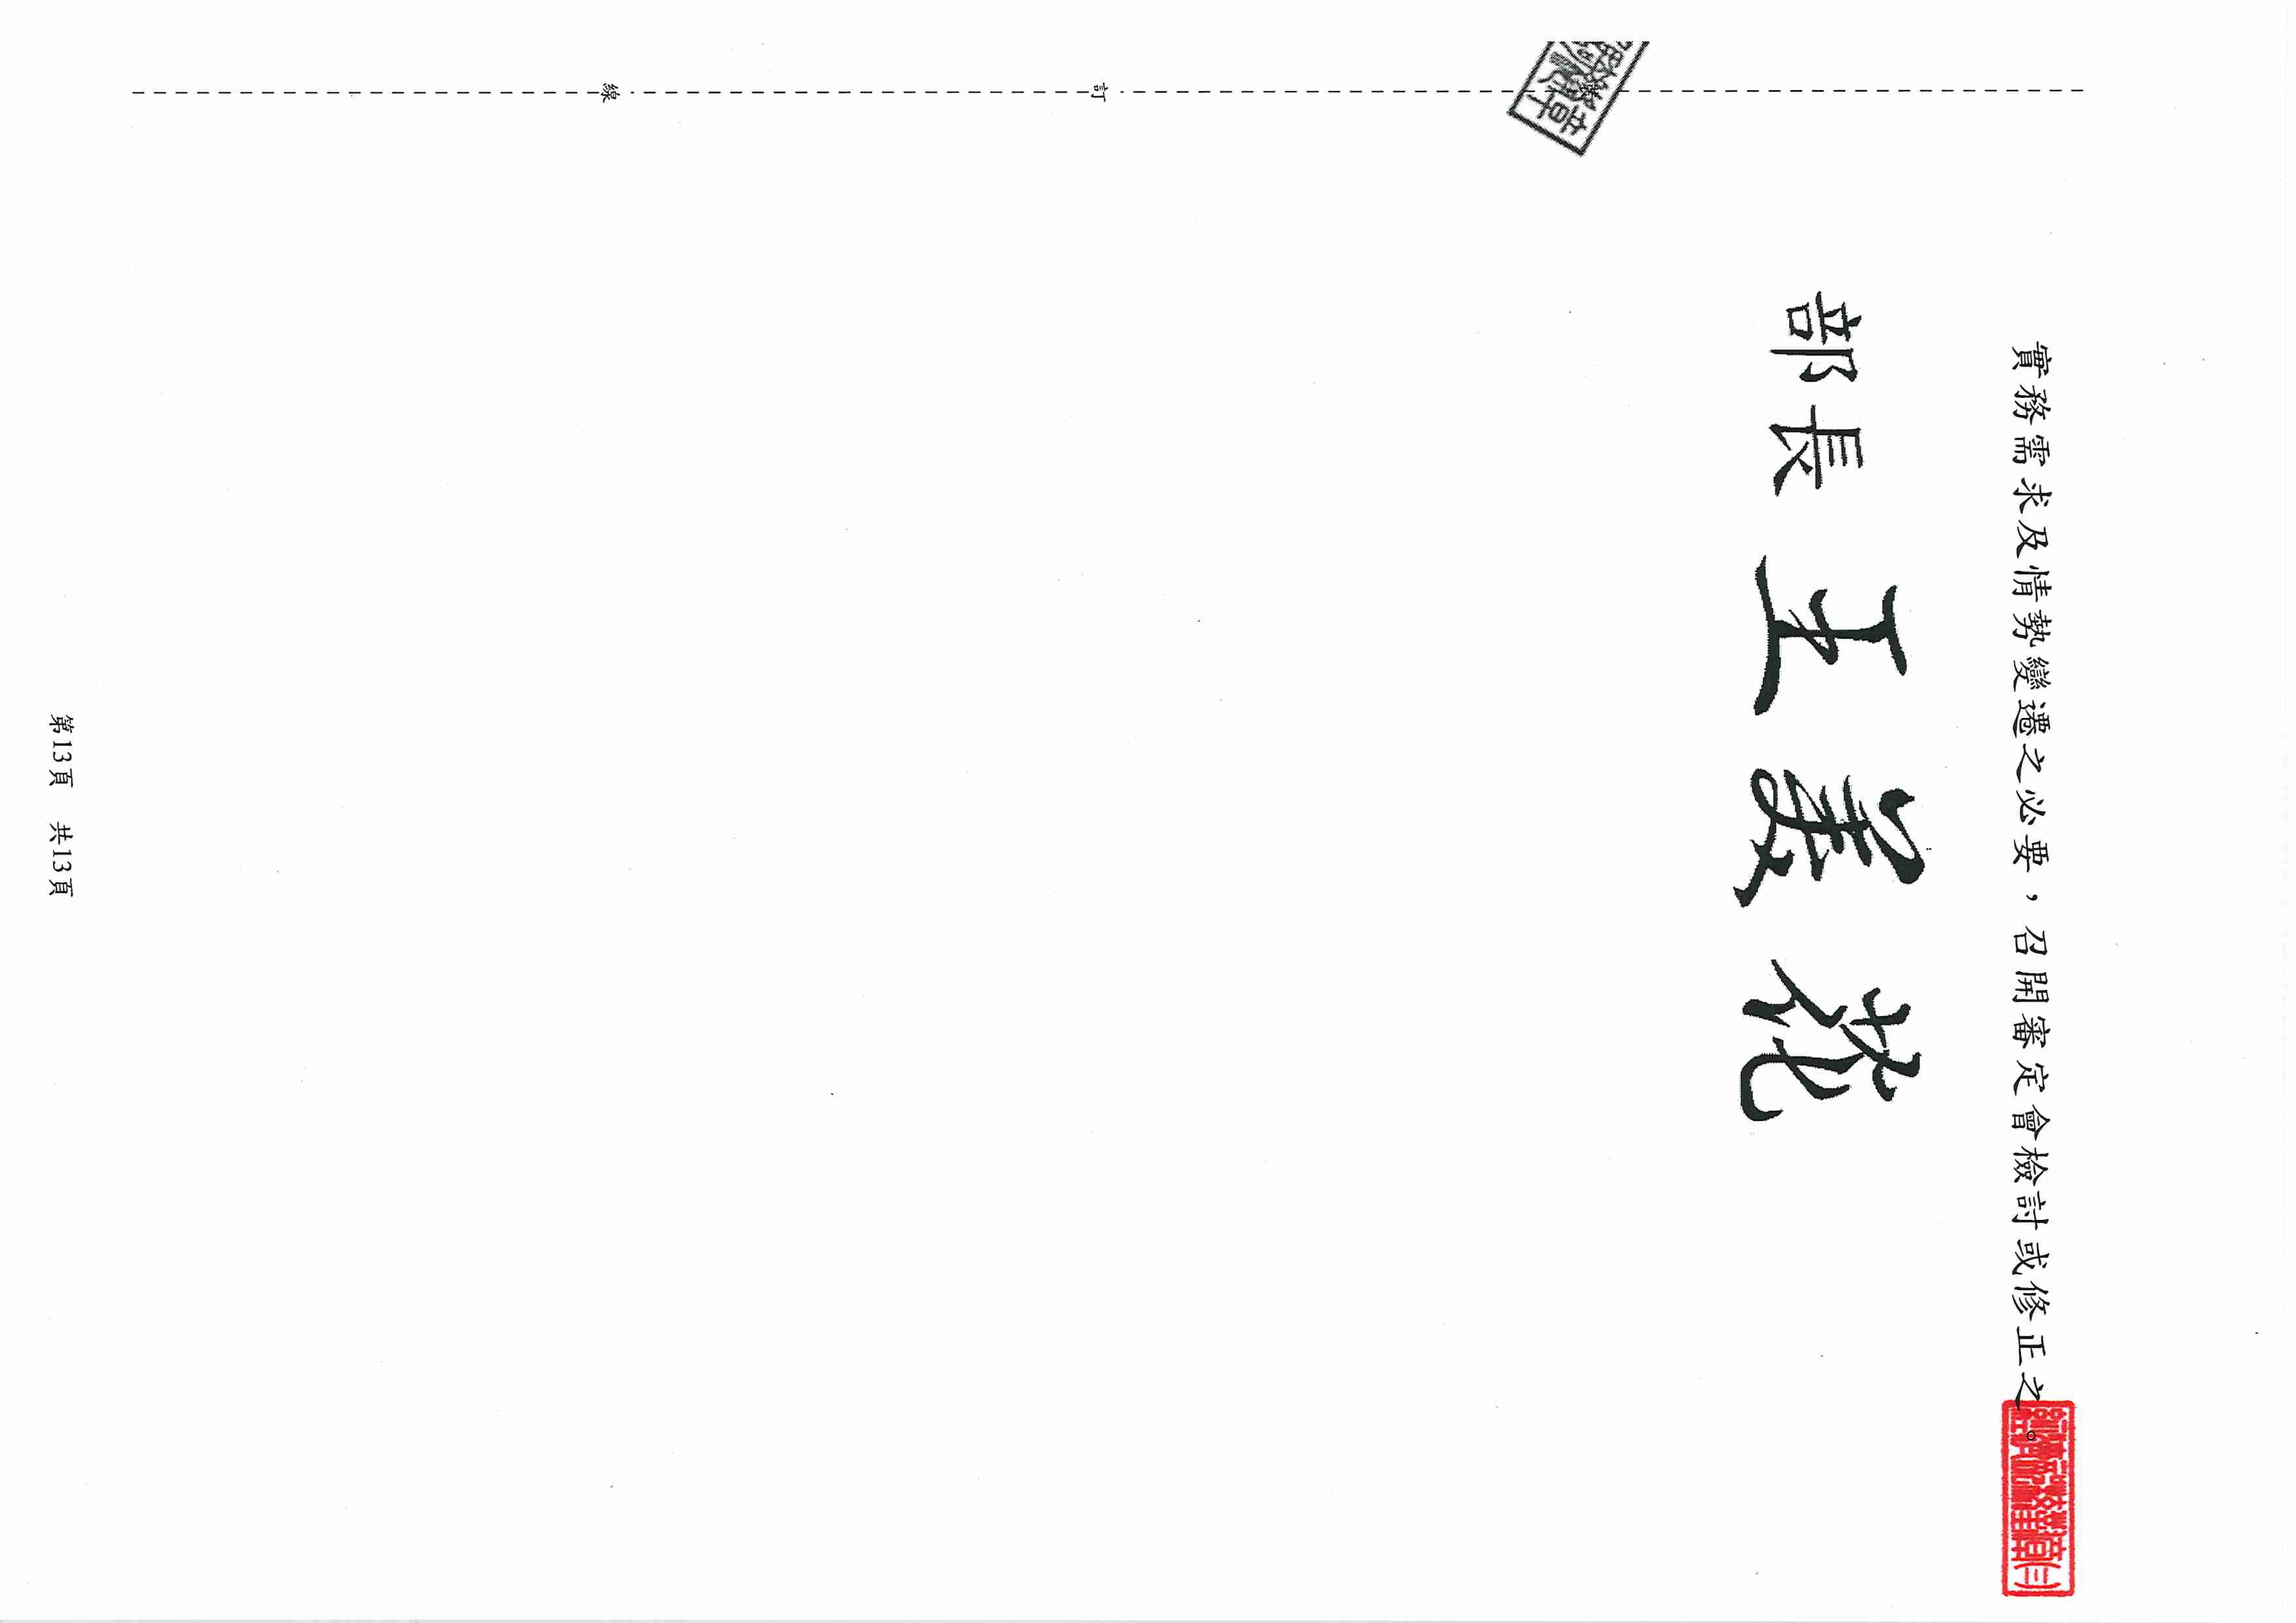 實務需求及情勢變遷之必要，召開審定會檢討或修正之。
部長 王美花
章
訂
線
第13頁 共13頁